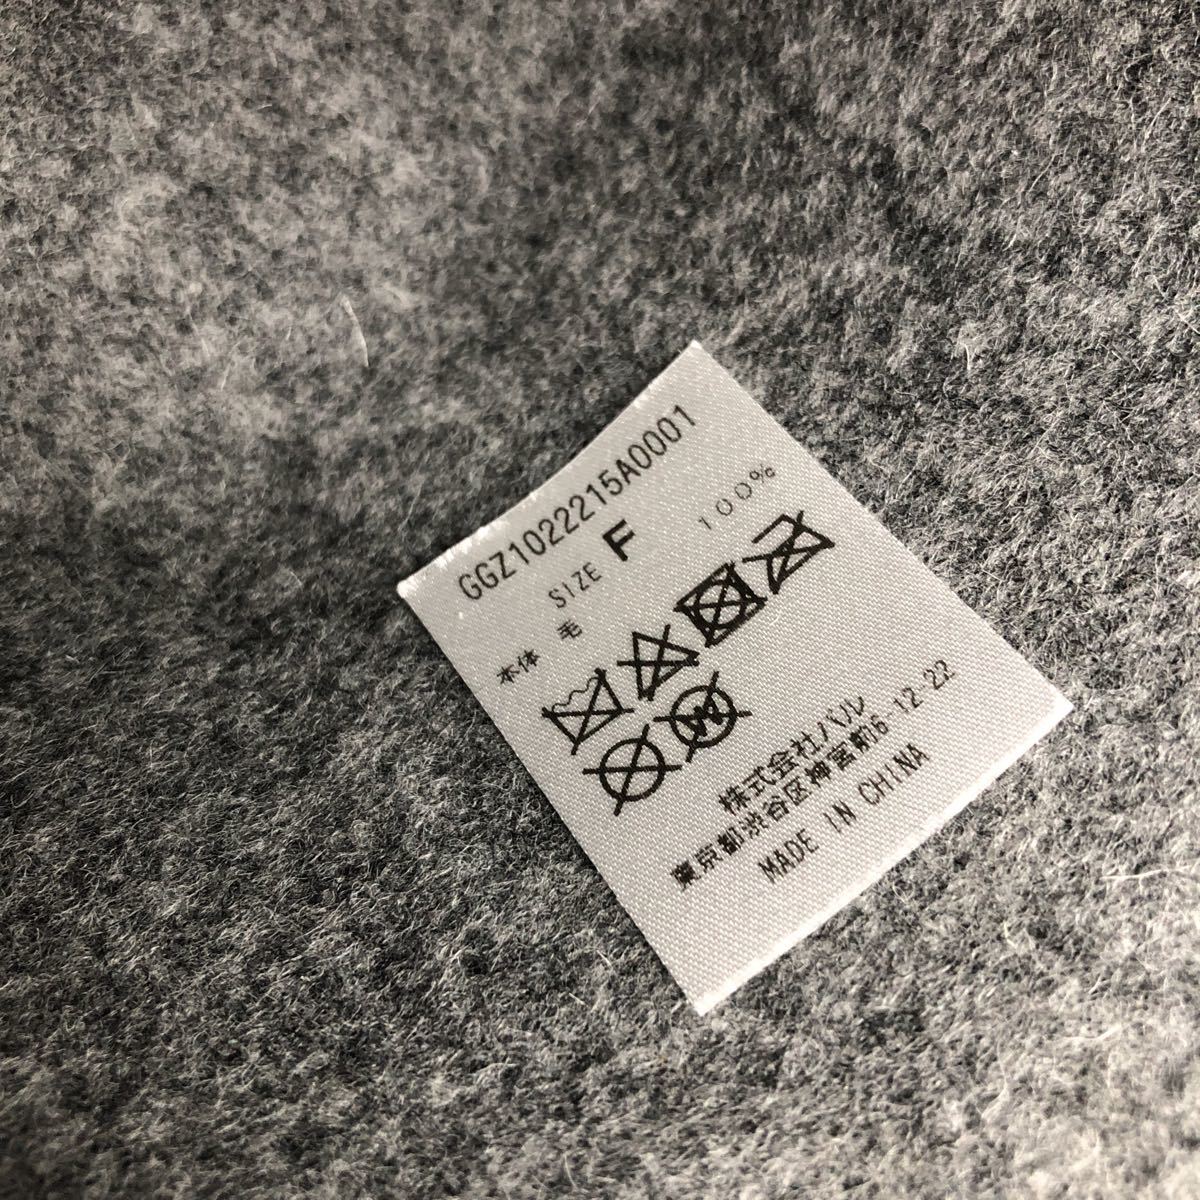 GGZ1022215A0001
SIZE F
本体 毛 100%
W
株式会社パル
東京都渋谷区神宮前6-12-22
MADE IN CHINA